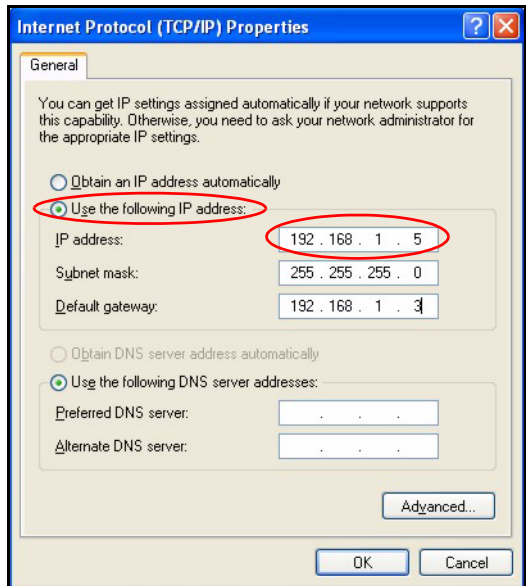 Internet Protocol (TCP/IP) Properties
General
You can get IP settings assigned automatically if your network supports
this capability. Otherwise, you need to ask your network administrator for
the appropriate IP settings.
Obtain an IP address automatically
Use the following IP address:
IP address: 192 . 168 . 1 . 5
Subnet mask: 255 . 255 . 255 . 0
Default gateway: 192 . 168 . 1 . 3
Obtain DNS server address automatically
Use the following DNS server addresses:
Preferred DNS server: . . .
Alternate DNS server: . . .
Advanced...
OK Cancel